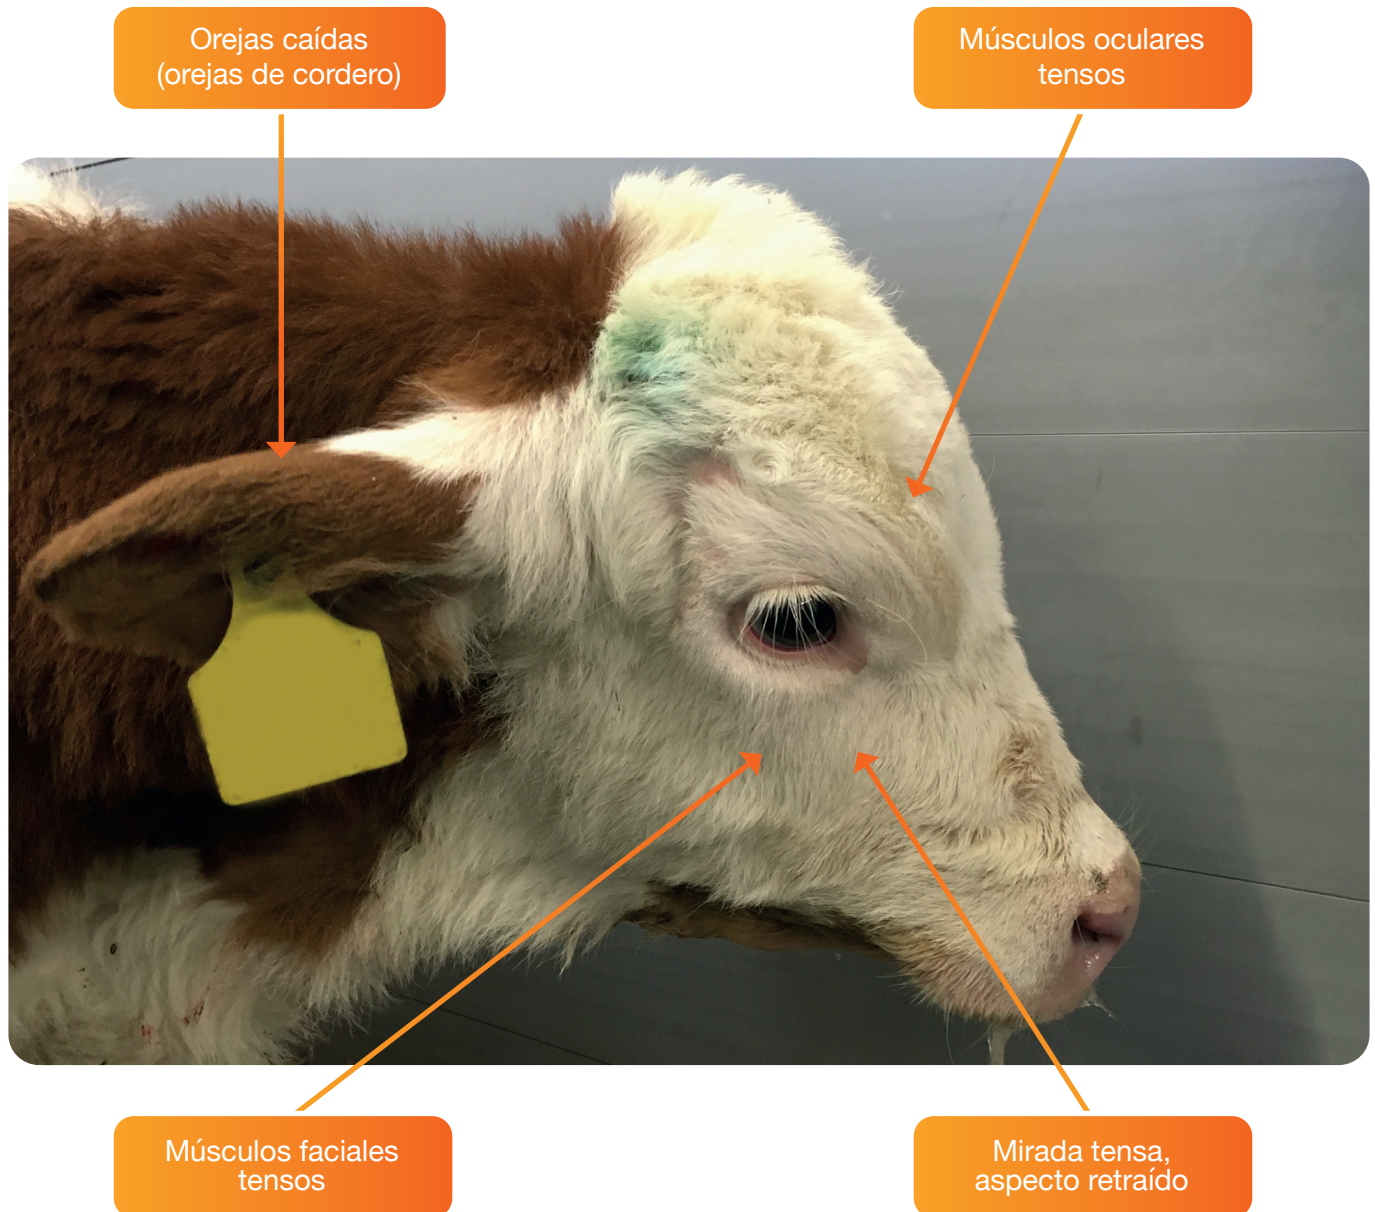 Orejas caídas
(orejas de cordero)
Músculos oculares
tensos
Músculos faciales
tensos
Mirada tensa,
aspecto retraído